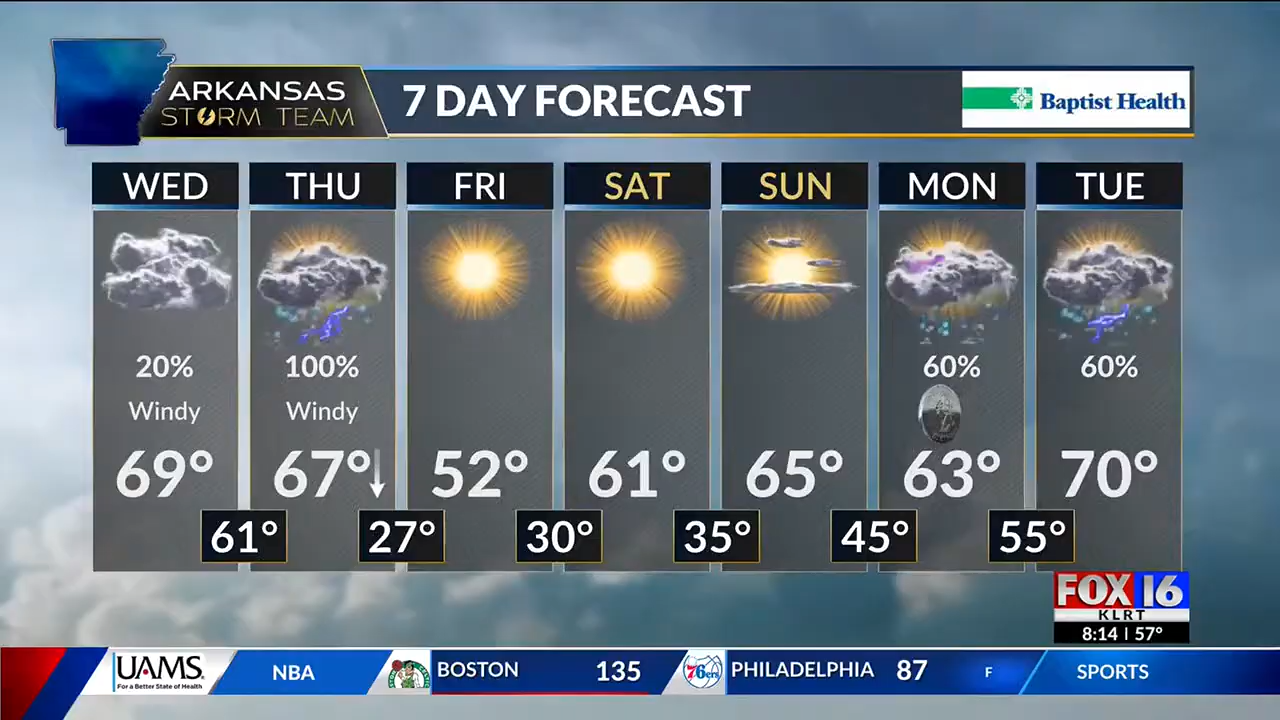 ARKANSAS
STORM TEAM
7 DAY FORECAST
Baptist Health
WED THU FRI SAT SUN MON TUE
20% 100% 60% 60%
Windy Windy
69° 67° 52° 61° 65° 63° 70°
61° 27° 30° 35° 45° 55°
FOX 16
KLRT
8:14 57°
UAMS
For a Better State of Health
NBA
BOSTON 135
76ers
PHILADELPHIA 87 F
SPORTS